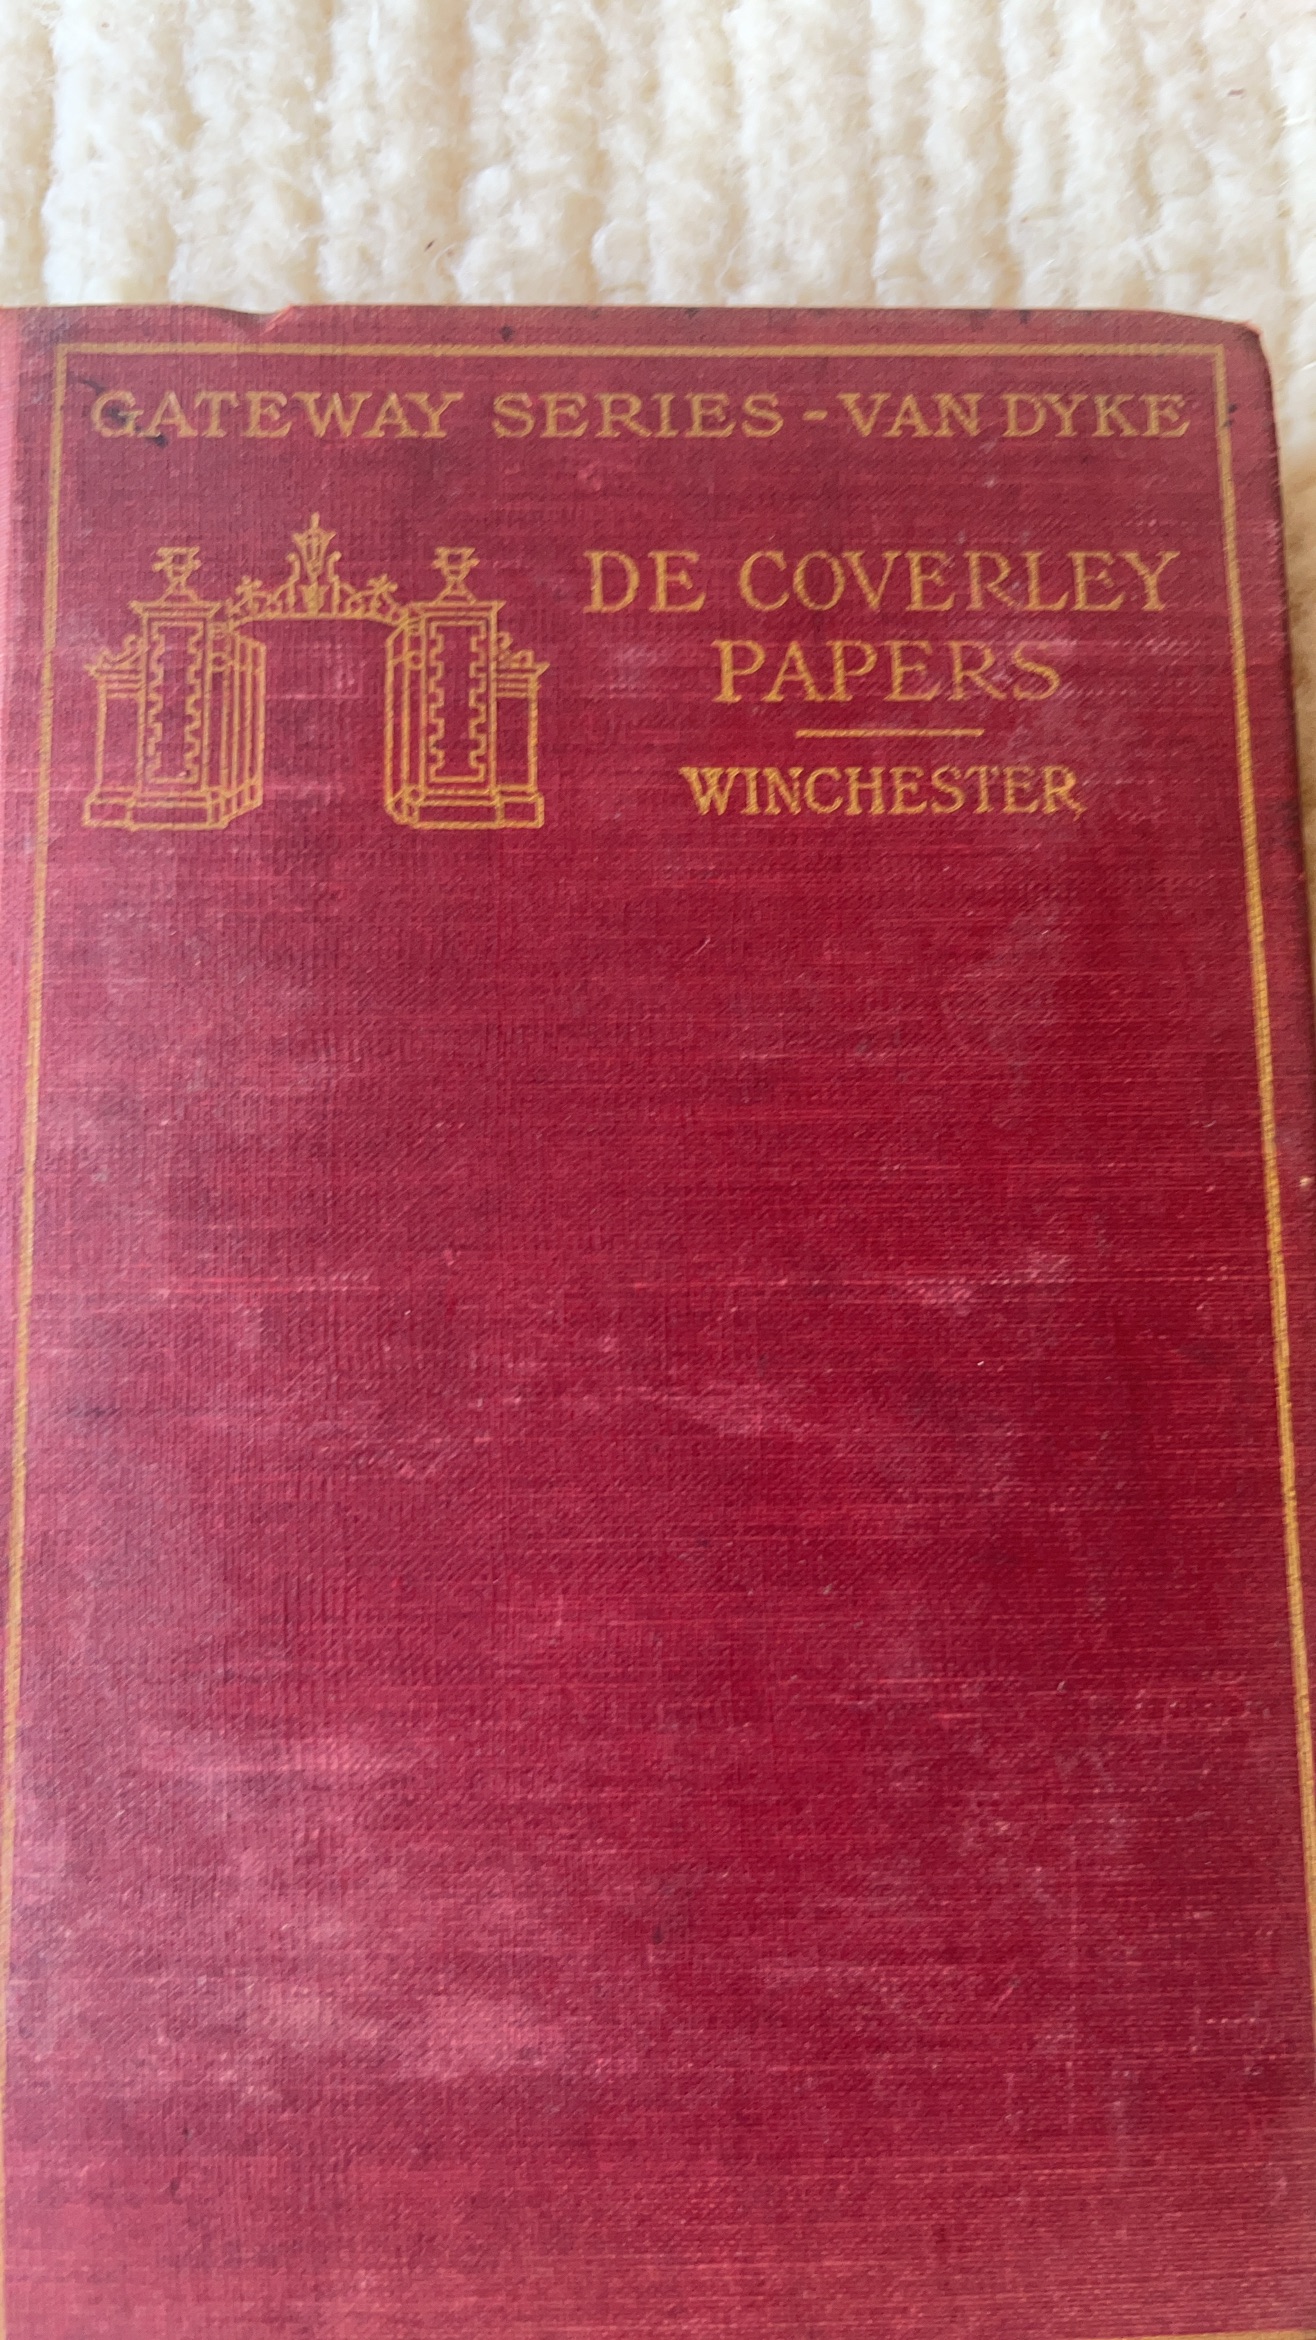 GATEWAY SERIES - VAN DYKE
DE COVERLEY
PAPERS
WINCHESTER